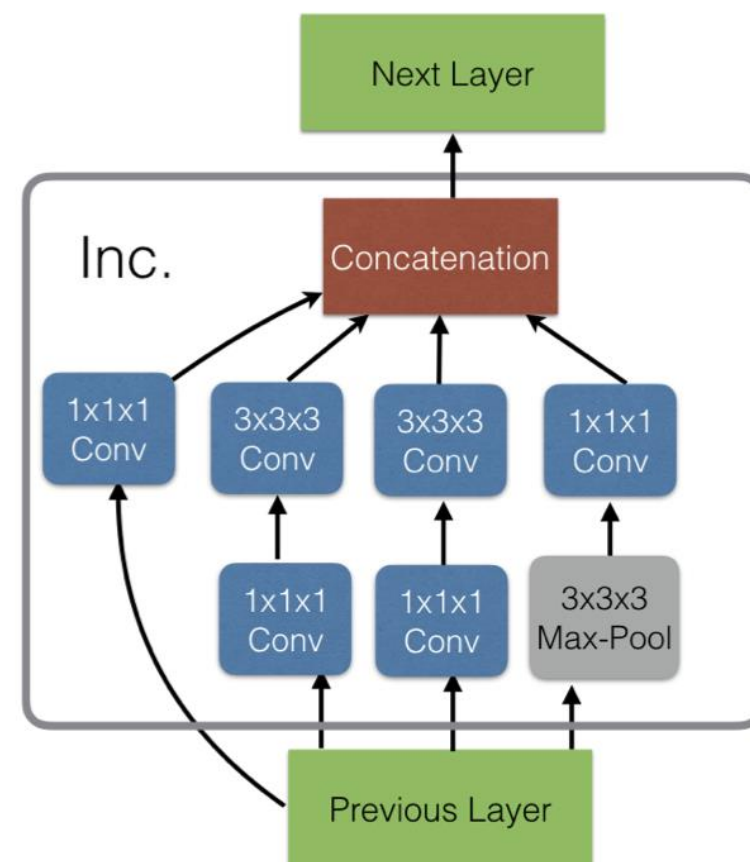 Next Layer
Inc.
Concatenation
1x1x1
Conv
3x3x3
Conv
3x3x3
Conv
1x1x1
Conv
1x1x1
Conv
1x1x1
Conv
3x3x3
Max-Pool
Previous Layer